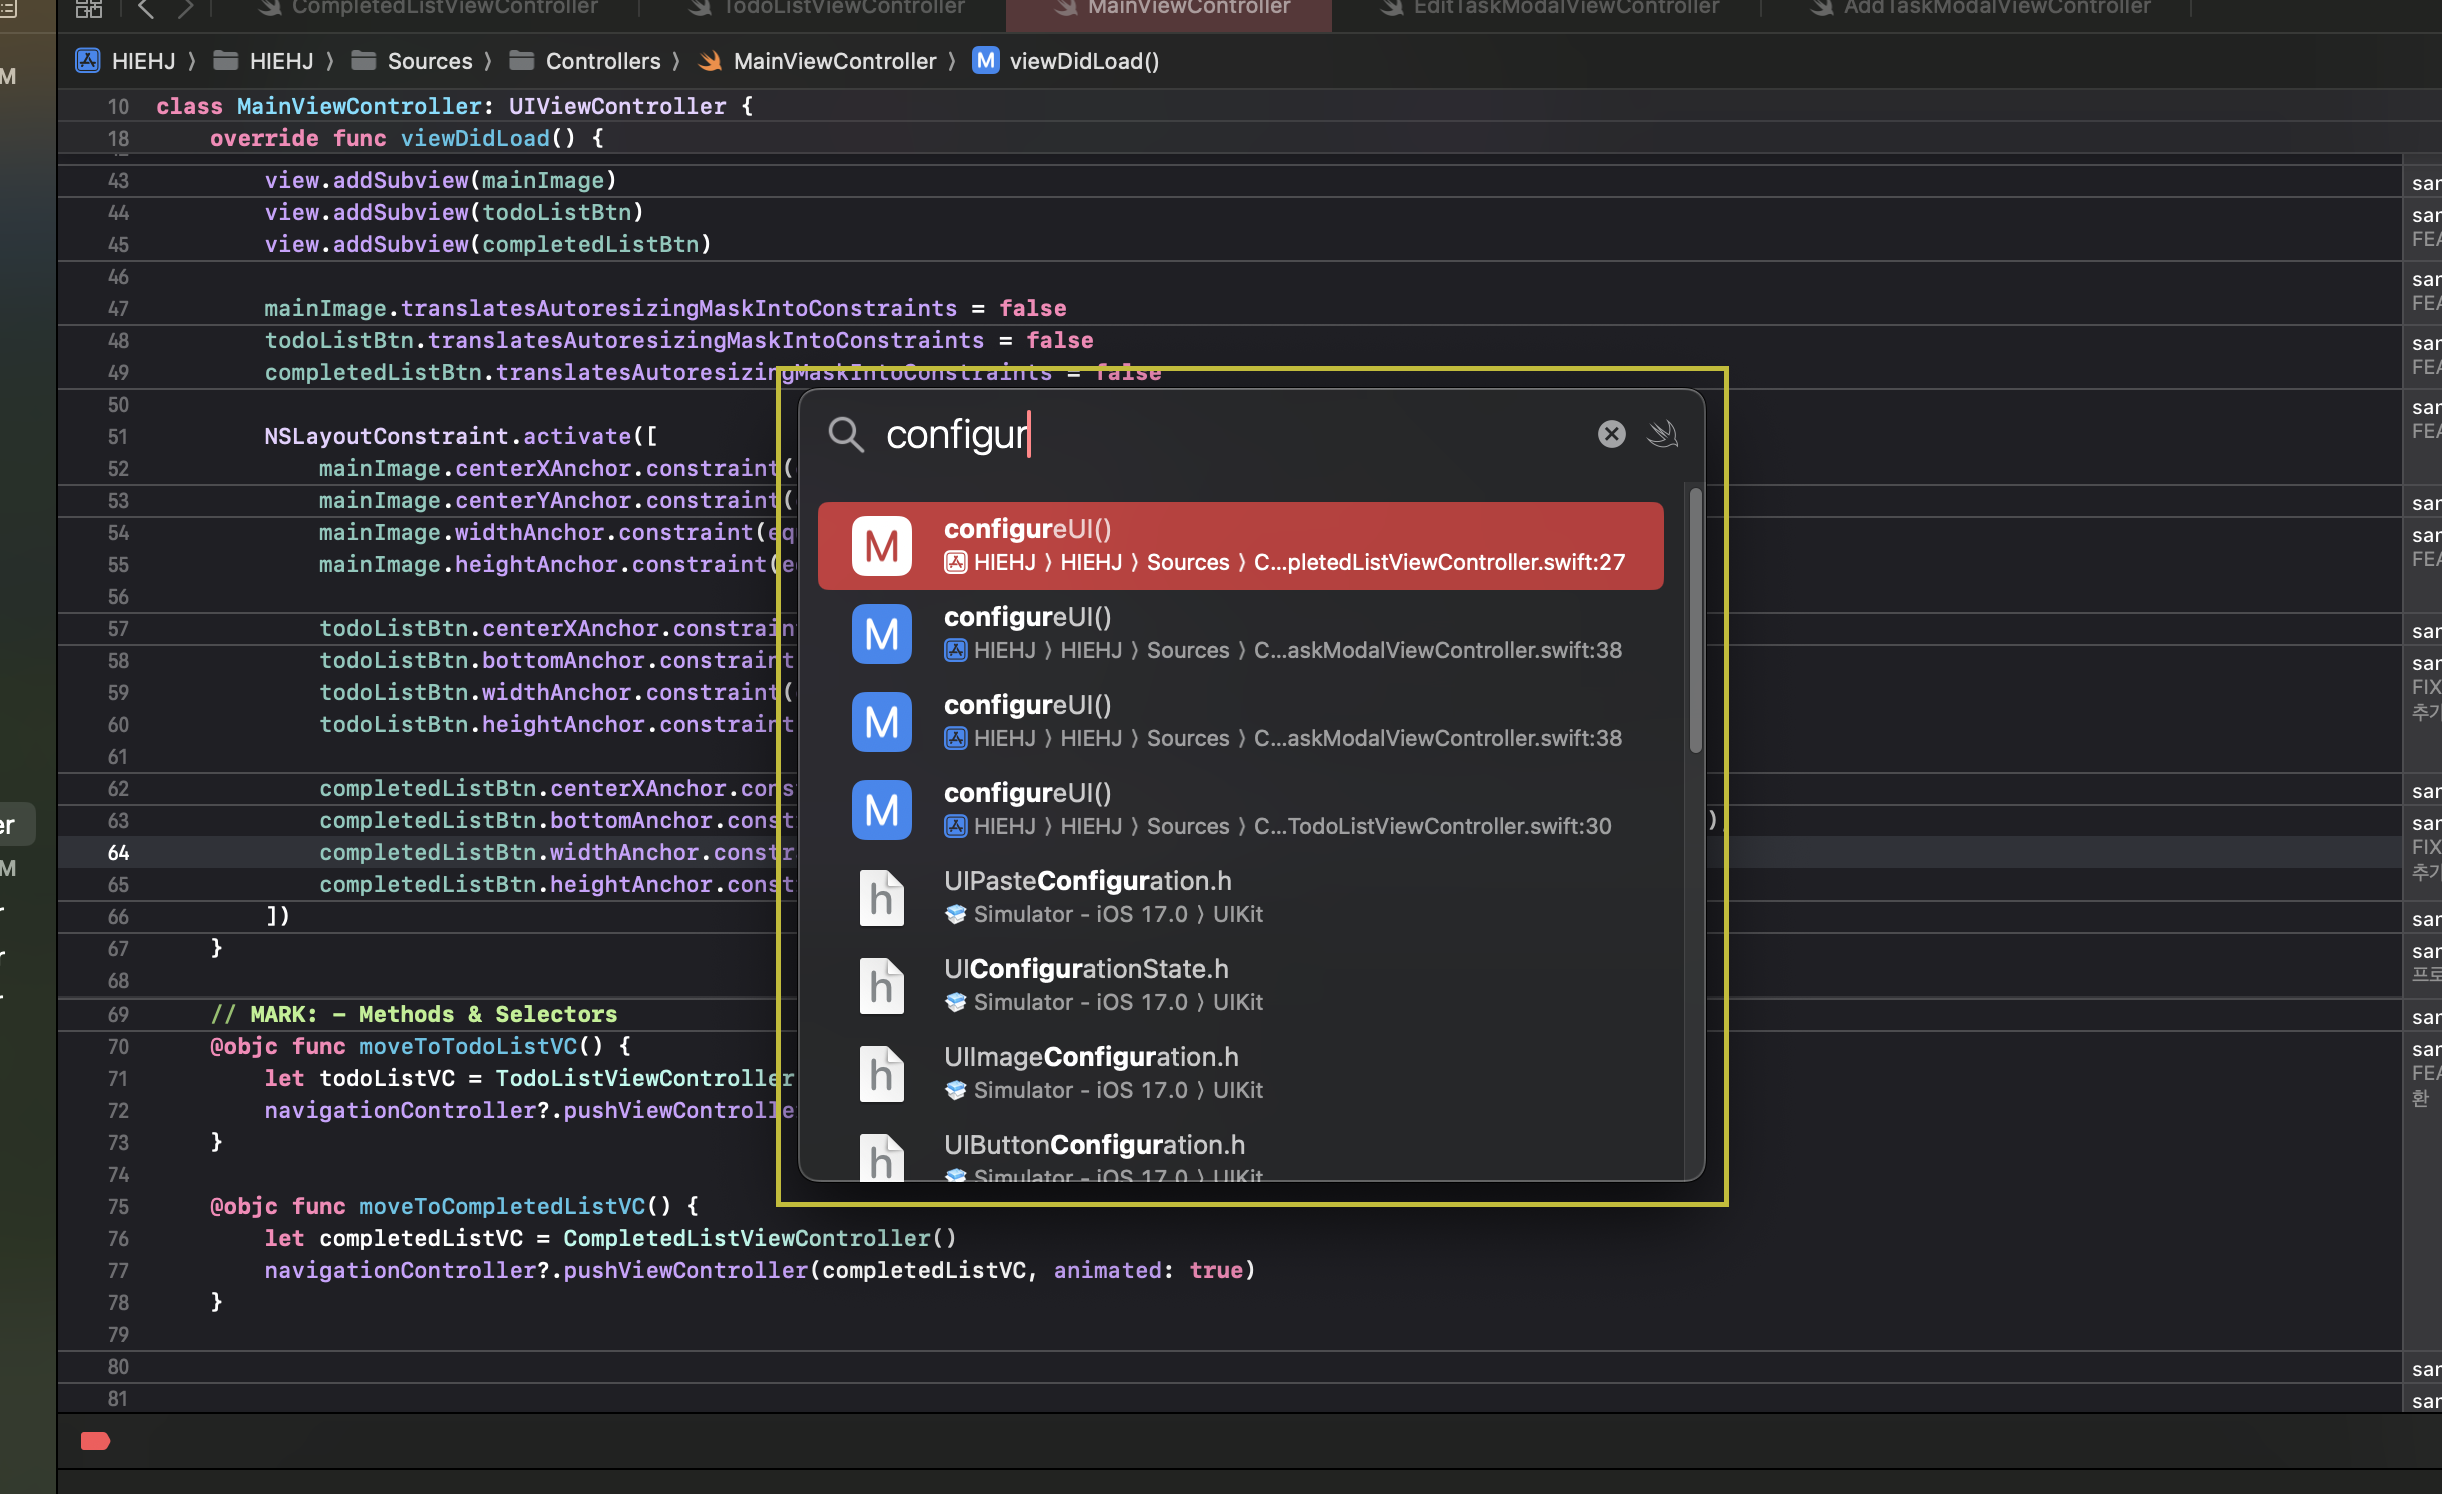 CompletedListViewController
TodoListViewController
MainViewController
EditTaskModalViewController
AddTaskModalViewController
M
HIEHJ 〉 HIEHJ 〉 Sources 〉 Controllers 〉 MainViewController 〉 M viewDidLoad()
10 class MainViewController: UIViewController {
18 override func viewDidLoad() {
43 view.addSubview(mainImage)
44 view.addSubview(todoListBtn)
45 view.addSubview(completedListBtn)
46
47 mainImage.translatesAutoresizingMaskIntoConstraints = false
48 todoListBtn.translatesAutoresizingMaskIntoConstraints = false
49 completedListBtn.translatesAutoresizingMaskIntoConstraints = false
50
51 NSLayoutConstraint.activate([
52 mainImage.centerXAnchor.constraint(
53 mainImage.centerYAnchor.constraint(
54 mainImage.widthAnchor.constraint(eq
55 mainImage.heightAnchor.constraint(e
56
57 todoListBtn.centerXAnchor.constrain
58 todoListBtn.bottomAnchor.constraint
59 todoListBtn.widthAnchor.constraint(
60 todoListBtn.heightAnchor.constraint
61
62 completedListBtn.centerXAnchor.cons
63 completedListBtn.bottomAnchor.const
64 completedListBtn.widthAnchor.constr
65 completedListBtn.heightAnchor.const
66 ])
67 }
68
69 // MARK: - Methods & Selectors
70 @objc func moveToTodoListVC() {
71 let todoListVC = TodoListViewController
72 navigationController?.pushViewControlle
73 }
74
75 @objc func moveToCompletedListVC() {
76 let completedListVC = CompletedListViewController()
77 navigationController?.pushViewController(completedListVC, animated: true)
78 }
79
80
81
configur
M configureUI()
HIEHJ 〉 HIEHJ 〉 Sources 〉 C...pletedListViewController.swift:27
M configureUI()
HIEHJ 〉 HIEHJ 〉 Sources 〉 C...askModalViewController.swift:38
M configureUI()
HIEHJ 〉 HIEHJ 〉 Sources 〉 C...askModalViewController.swift:38
M configureUI()
HIEHJ 〉 HIEHJ 〉 Sources 〉 C...TodoListViewController.swift:30
h UIPasteConfiguration.h
Simulator - iOS 17.0 〉 UIKit
h UIConfigurationState.h
Simulator - iOS 17.0 〉 UIKit
h UIImageConfiguration.h
Simulator - iOS 17.0 〉 UIKit
h UIButtonConfiguration.h
Simulator - iOS 17.0 〉 UIKit
)
er
M
r
r
r
sar
sar
FEA
sar
FEA
sar
FEA
sar
FEA
sar
sar
FEA
sar
sar
FIX
추가
sar
sar
FIX
추가
sar
sar
프로
sar
sar
FEA
환
sar
sar